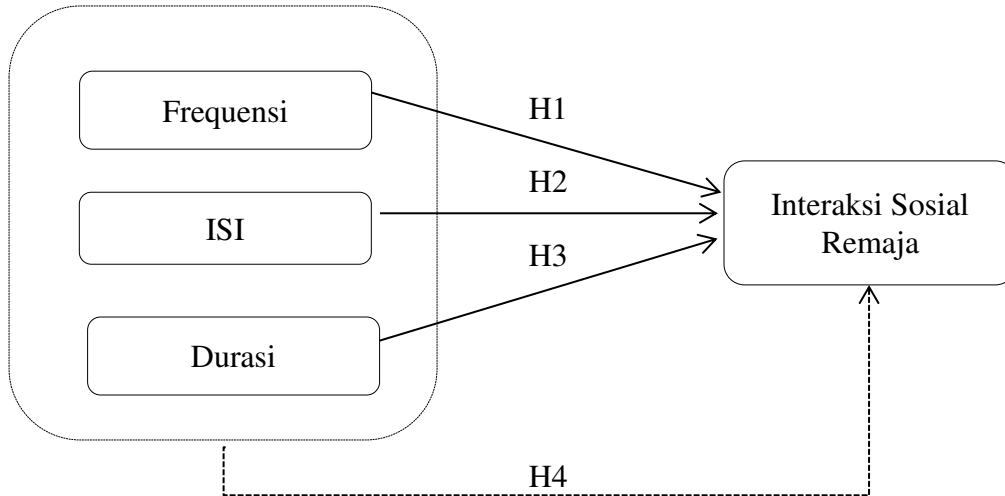 Frequensi
H1
ISI
H2
Interaksi Sosial
Remaja
H3
Durasi
H4